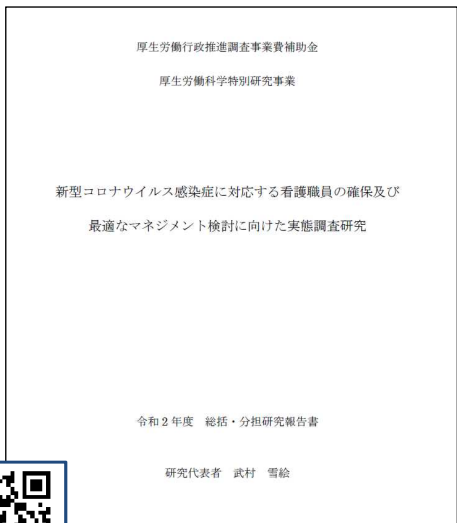 厚生労働行政推進調査事業費補助金
厚生労働科学特別研究事業
新型コロナウイルス感染症に対応する看護職員の確保及び
最適なマネジメント検討に向けた実態調査研究
令和2年度　総括・分担研究報告書
研究代表者　武村　雪絵